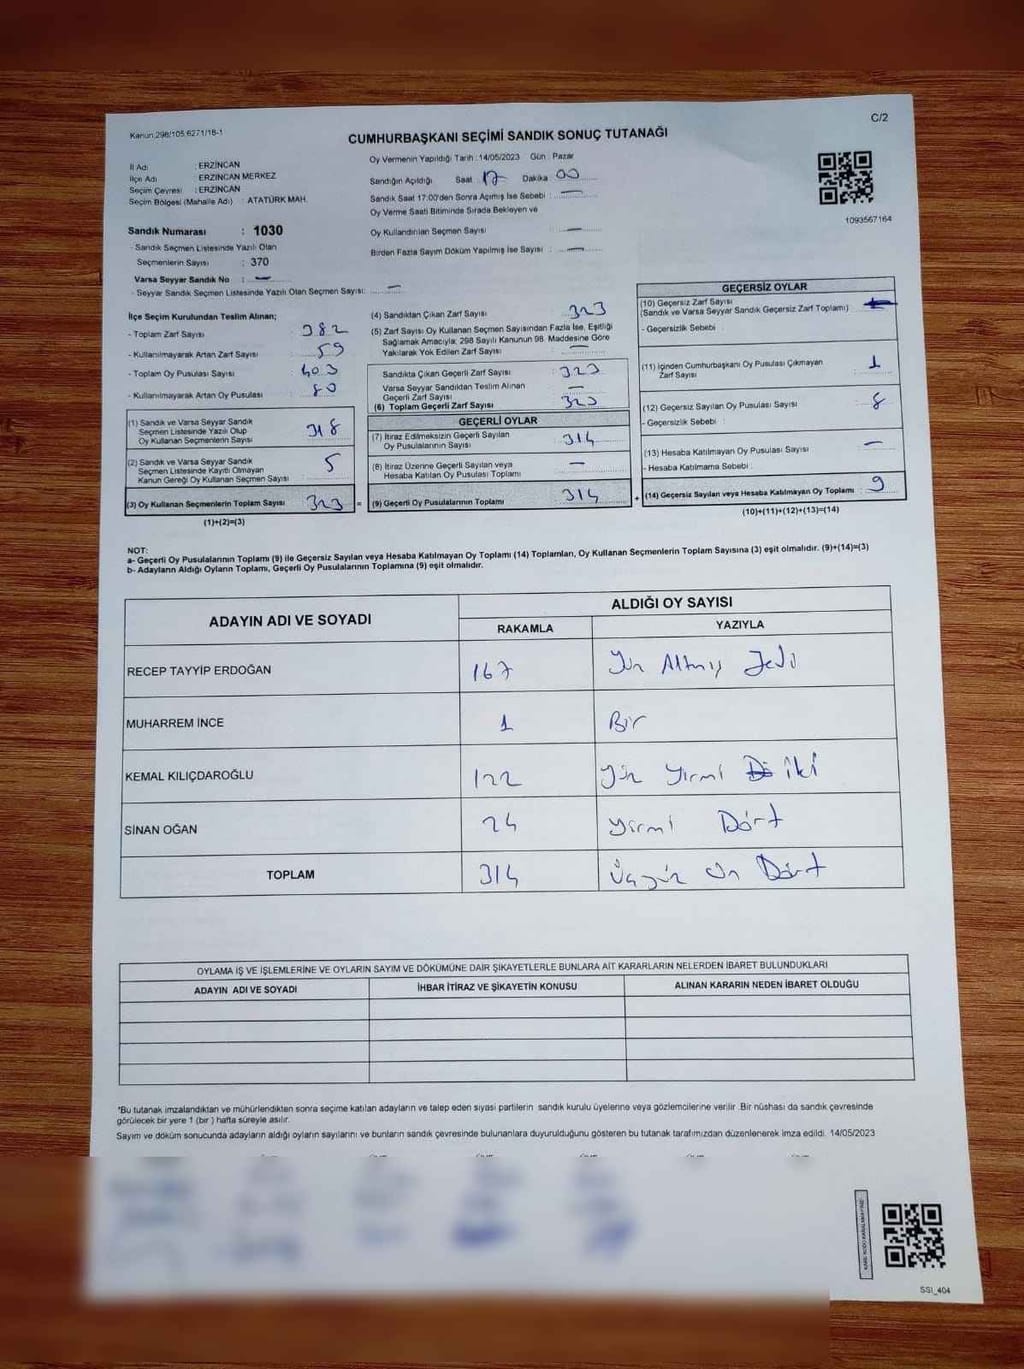 Kanun:298/105,6271/18-1
C/2
CUMHURBAŞKANI SEÇİMİ SANDIK SONUÇ TUTANAĞI
İl Adı : ERZİNCAN
İlçe Adı : ERZİNCAN MERKEZ
Seçim Çevresi : ERZİNCAN
Seçim Bölgesi (Mahalle Adı) : ATATÜRK MAH.
Sandık Numarası : 1030
- Sandık Seçmen Listesinde Yazılı Olan
Seçmenlerin Sayısı : 370
Varsa Seyyar Sandık No : —
- Seyyar Sandık Seçmen Listesinde Yazılı Olan Seçmen Sayısı: —
Oy Vermenin Yapıldığı Tarih :14/05/2023 Gün : Pazar
Sandığın Açıldığı Saat 17 Dakika 00
Sandık Saat 17:00'den Sonra Açılmış İse Sebebi : —
Oy Verme Saati Bitiminde Sırada Bekleyen ve
Oy Kullandırılan Seçmen Sayısı —
Birden Fazla Sayım Döküm Yapılmış İse Sayısı : —
1093567164
İlçe Seçim Kurulundan Teslim Alınan;
- Toplam Zarf Sayısı 382
- Kullanılmayarak Artan Zarf Sayısı 59
- Toplam Oy Pusulası Sayısı 403
- Kullanılmayarak Artan Oy Pusulası 80
(1) Sandık ve Varsa Seyyar Sandık
Seçmen Listesinde Yazılı Olup
Oy Kullanan Seçmenlerin Sayısı 318
(2) Sandık ve Varsa Seyyar Sandık
Seçmen Listesinde Kayıtlı Olmayan
Kanun Gereği Oy Kullanan Seçmen Sayısı 5
(3) Oy Kullanan Seçmenlerin Toplam Sayısı 323 =
(1)+(2)=(3)
(4) Sandıktan Çıkan Zarf Sayısı 323
(5) Zarf Sayısı Oy Kullanan Seçmen Sayısından Fazla İse, Eşitliği
Sağlamak Amacıyla; 298 Sayılı Kanunun 98. Maddesine Göre
Yakılarak Yok Edilen Zarf Sayısı —
Sandıkta Çıkan Geçerli Zarf Sayısı 323
Varsa Seyyar Sandıktan Teslim Alınan
Geçerli Zarf Sayısı —
(6) Toplam Geçerli Zarf Sayısı 323
GEÇERLİ OYLAR
(7) İtiraz Edilmeksizin Geçerli Sayılan
Oy Pusulalarının Sayısı 314
(8) İtiraz Üzerine Geçerli Sayılan veya
Hesaba Katılan Oy Pusulası Toplamı —
(9) Geçerli Oy Pusulalarının Toplamı 314 +
GEÇERSİZ OYLAR
(10) Geçersiz Zarf Sayısı
(Sandık ve Varsa Seyyar Sandık Geçersiz Zarf Toplamı) —
- Geçersizlik Sebebi :
(11) İçinden Cumhurbaşkanı Oy Pusulası Çıkmayan
Zarf Sayısı 1
(12) Geçersiz Sayılan Oy Pusulası Sayısı 8
- Geçersizlik Sebebi :
(13) Hesaba Katılmayan Oy Pusulası Sayısı —
- Hesaba Katılmama Sebebi :
(14) Geçersiz Sayılan veya Hesaba Katılmayan Oy Toplamı 9
(10)+(11)+(12)+(13)=(14)
NOT:
a- Geçerli Oy Pusulalarının Toplamı (9) ile Geçersiz Sayılan veya Hesaba Katılmayan Oy Toplamı (14) Toplamları, Oy Kullanan Seçmenlerin Toplam Sayısına (3) eşit olmalıdır. (9)+(14)=(3)
b- Adayların Aldığı Oyların Toplamı, Geçerli Oy Pusulalarının Toplamına (9) eşit olmalıdır.
ADAYIN ADI VE SOYADI
ALDIĞI OY SAYISI
RAKAMLA YAZIYLA
RECEP TAYYİP ERDOĞAN 167 Yüz Altmış Yedi
MUHARREM İNCE 1 Bir
KEMAL KILIÇDAROĞLU 122 Yüz Yirmi iki
SİNAN OĞAN 24 Yirmi Dört
TOPLAM 314 Üçyüz On Dört
OYLAMA İŞ VE İŞLEMLERİNE VE OYLARIN SAYIM VE DÖKÜMÜNE DAİR ŞİKAYETLERLE BUNLARA AİT KARARLARIN NELERDEN İBARET BULUNDUKLARI
ADAYIN ADI VE SOYADI İHBAR İTİRAZ VE ŞİKAYETİN KONUSU ALINAN KARARIN NEDEN İBARET OLDUĞU
*Bu tutanak imzalandıktan ve mühürlendikten sonra seçime katılan adayların ve talep eden siyasi partilerin sandık kurulu üyelerine veya gözlemcilerine verilir. Bir nüshası da sandık çevresinde
görülecek bir yere 1 (bir ) hafta süreyle asılır.
Sayım ve döküm sonucunda adayların aldığı oyların sayılarını ve bunların sandık çevresinde bulunanlara duyurulduğunu gösteren bu tutanak tarafımızdan düzenlenerek imza edildi. 14/05/2023
SSI_404